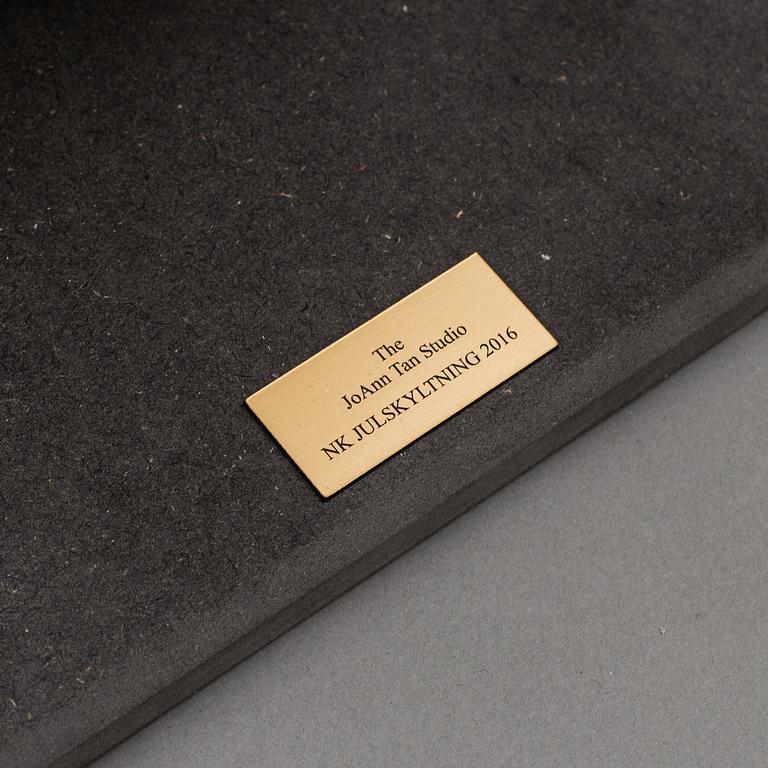 The
JoAnn Tan Studio
NK JULSKYLTNING 2016